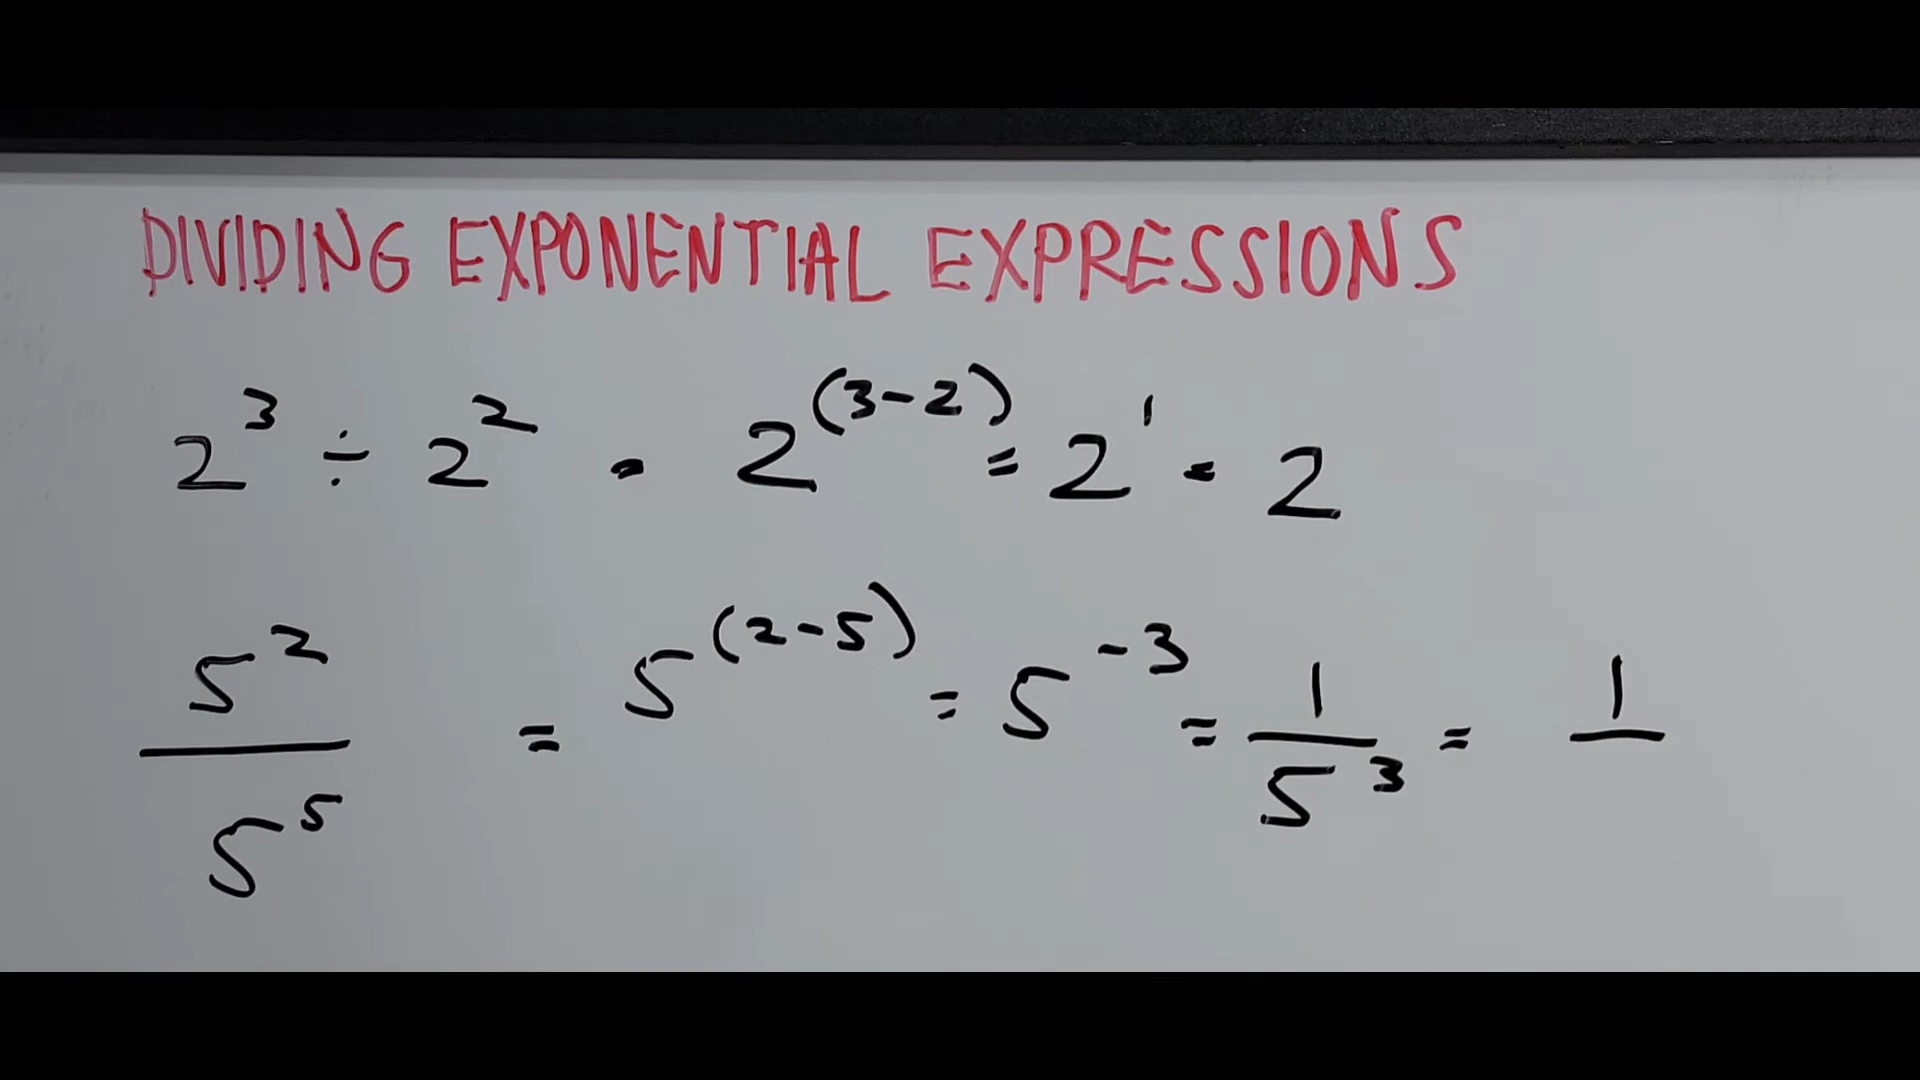 DIVIDING EXPONENTIAL EXPRESSIONS
2³ ÷ 2² = 2⁽³⁻²⁾ = 2¹ = 2
5²/5⁵ = 5⁽²⁻⁵⁾ = 5⁻³ = 1/5³ = 1/